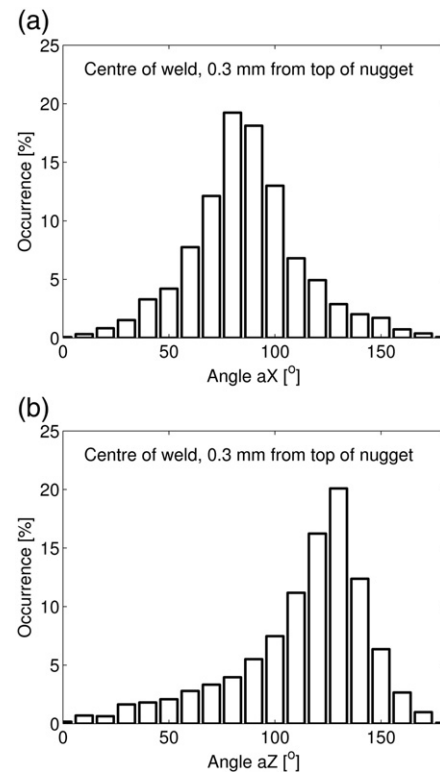 (a)
25
Centre of weld, 0.3 mm from top of nugget
20
15
10
5
0
Occurrence [%]
0 50 100 150
Angle aX [°]
(b)
25
Centre of weld, 0.3 mm from top of nugget
20
15
10
5
0
Occurrence [%]
0 50 100 150
Angle aZ [°]